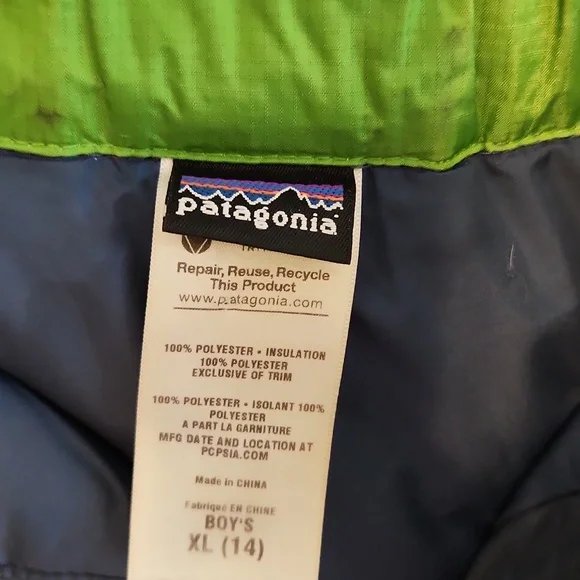 patagonia
Repair, Reuse, Recycle
This Product
www.patagonia.com
100% POLYESTER • INSULATION
100% POLYESTER
EXCLUSIVE OF TRIM
100% POLYESTER • ISOLANT 100%
POLYESTER
A PART LA GARNITURE
MFG DATE AND LOCATION AT
PCPSIA.COM
Made in CHINA
Fabriqué EN CHINE
BOY'S
XL (14)